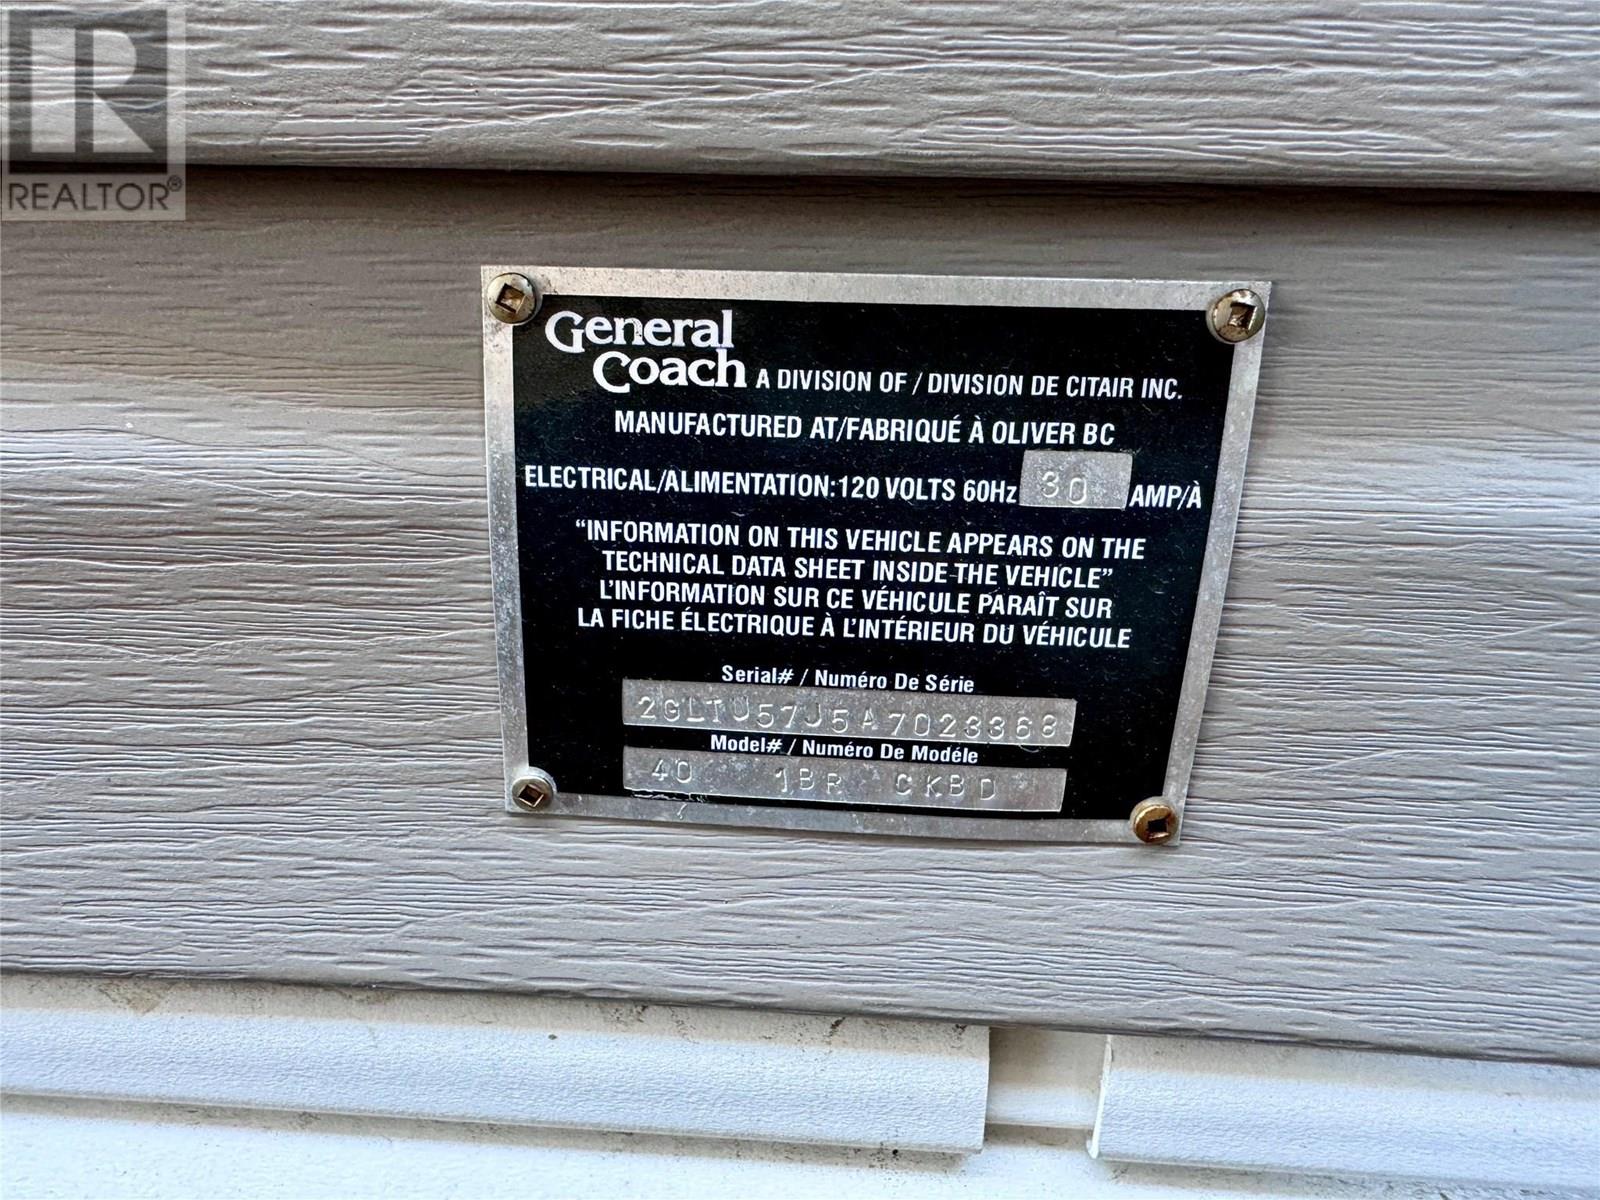 REALTOR®
General
Coach A DIVISION OF / DIVISION DE CITAIR INC.
MANUFACTURED AT/FABRIQUÉ À OLIVER BC
ELECTRICAL/ALIMENTATION:120 VOLTS 60Hz 30 AMP/À
“INFORMATION ON THIS VEHICLE APPEARS ON THE
TECHNICAL DATA SHEET INSIDE THE VEHICLE”
L'INFORMATION SUR CE VÉHICULE PARAÎT SUR
LA FICHE ÉLECTRIQUE À L'INTÉRIEUR DU VÉHICULE
Serial# / Numéro De Série
2GLTU57J5A7023368
Model# / Numéro De Modéle
40 1BR CKBD